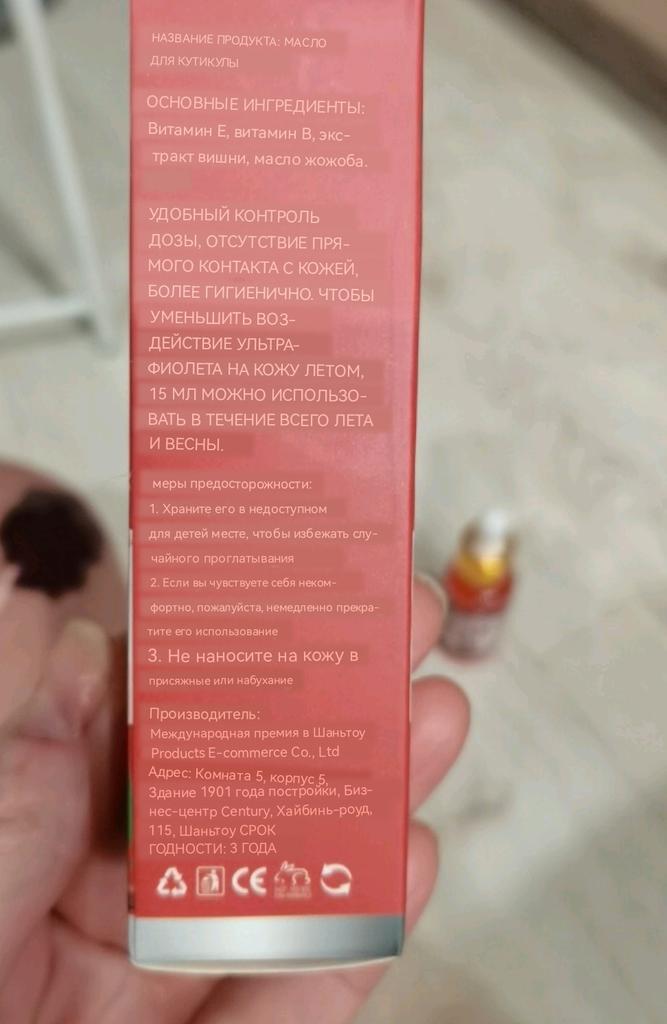 НАЗВАНИЕ ПРОДУКТА: МАСЛО
ДЛЯ КУТИКУЛЫ
ОСНОВНЫЕ ИНГРЕДИЕНТЫ:
Витамин Е, витамин В, экс-
тракт вишни, масло жожоба.
УДОБНЫЙ КОНТРОЛЬ
ДОЗЫ, ОТСУТСТВИЕ ПРЯ-
МОГО КОНТАКТА С КОЖЕЙ,
БОЛЕЕ ГИГИЕНИЧНО. ЧТОБЫ
УМЕНЬШИТЬ ВОЗ-
ДЕЙСТВИЕ УЛЬТРА-
ФИОЛЕТА НА КОЖУ ЛЕТОМ,
15 МЛ МОЖНО ИСПОЛЬЗО-
ВАТЬ В ТЕЧЕНИЕ ВСЕГО ЛЕТА
И ВЕСНЫ.
меры предосторожности:
1. Храните его в недоступном
для детей месте, чтобы избежать слу-
чайного проглатывания
2. Если вы чувствуете себя неком-
фортно, пожалуйста, немедленно прекра-
тите его использование
3. Не наносите на кожу в
присяжные или набухание
Производитель:
Международная премия в Шаньтоу
Products E-commerce Co., Ltd
Адрес: Комната 5, корпус 5,
Здание 1901 года постройки, Биз-
нес-центр Century, Хайбинь-роуд,
115, Шаньтоу СРОК
ГОДНОСТИ: 3 ГОДА
CE